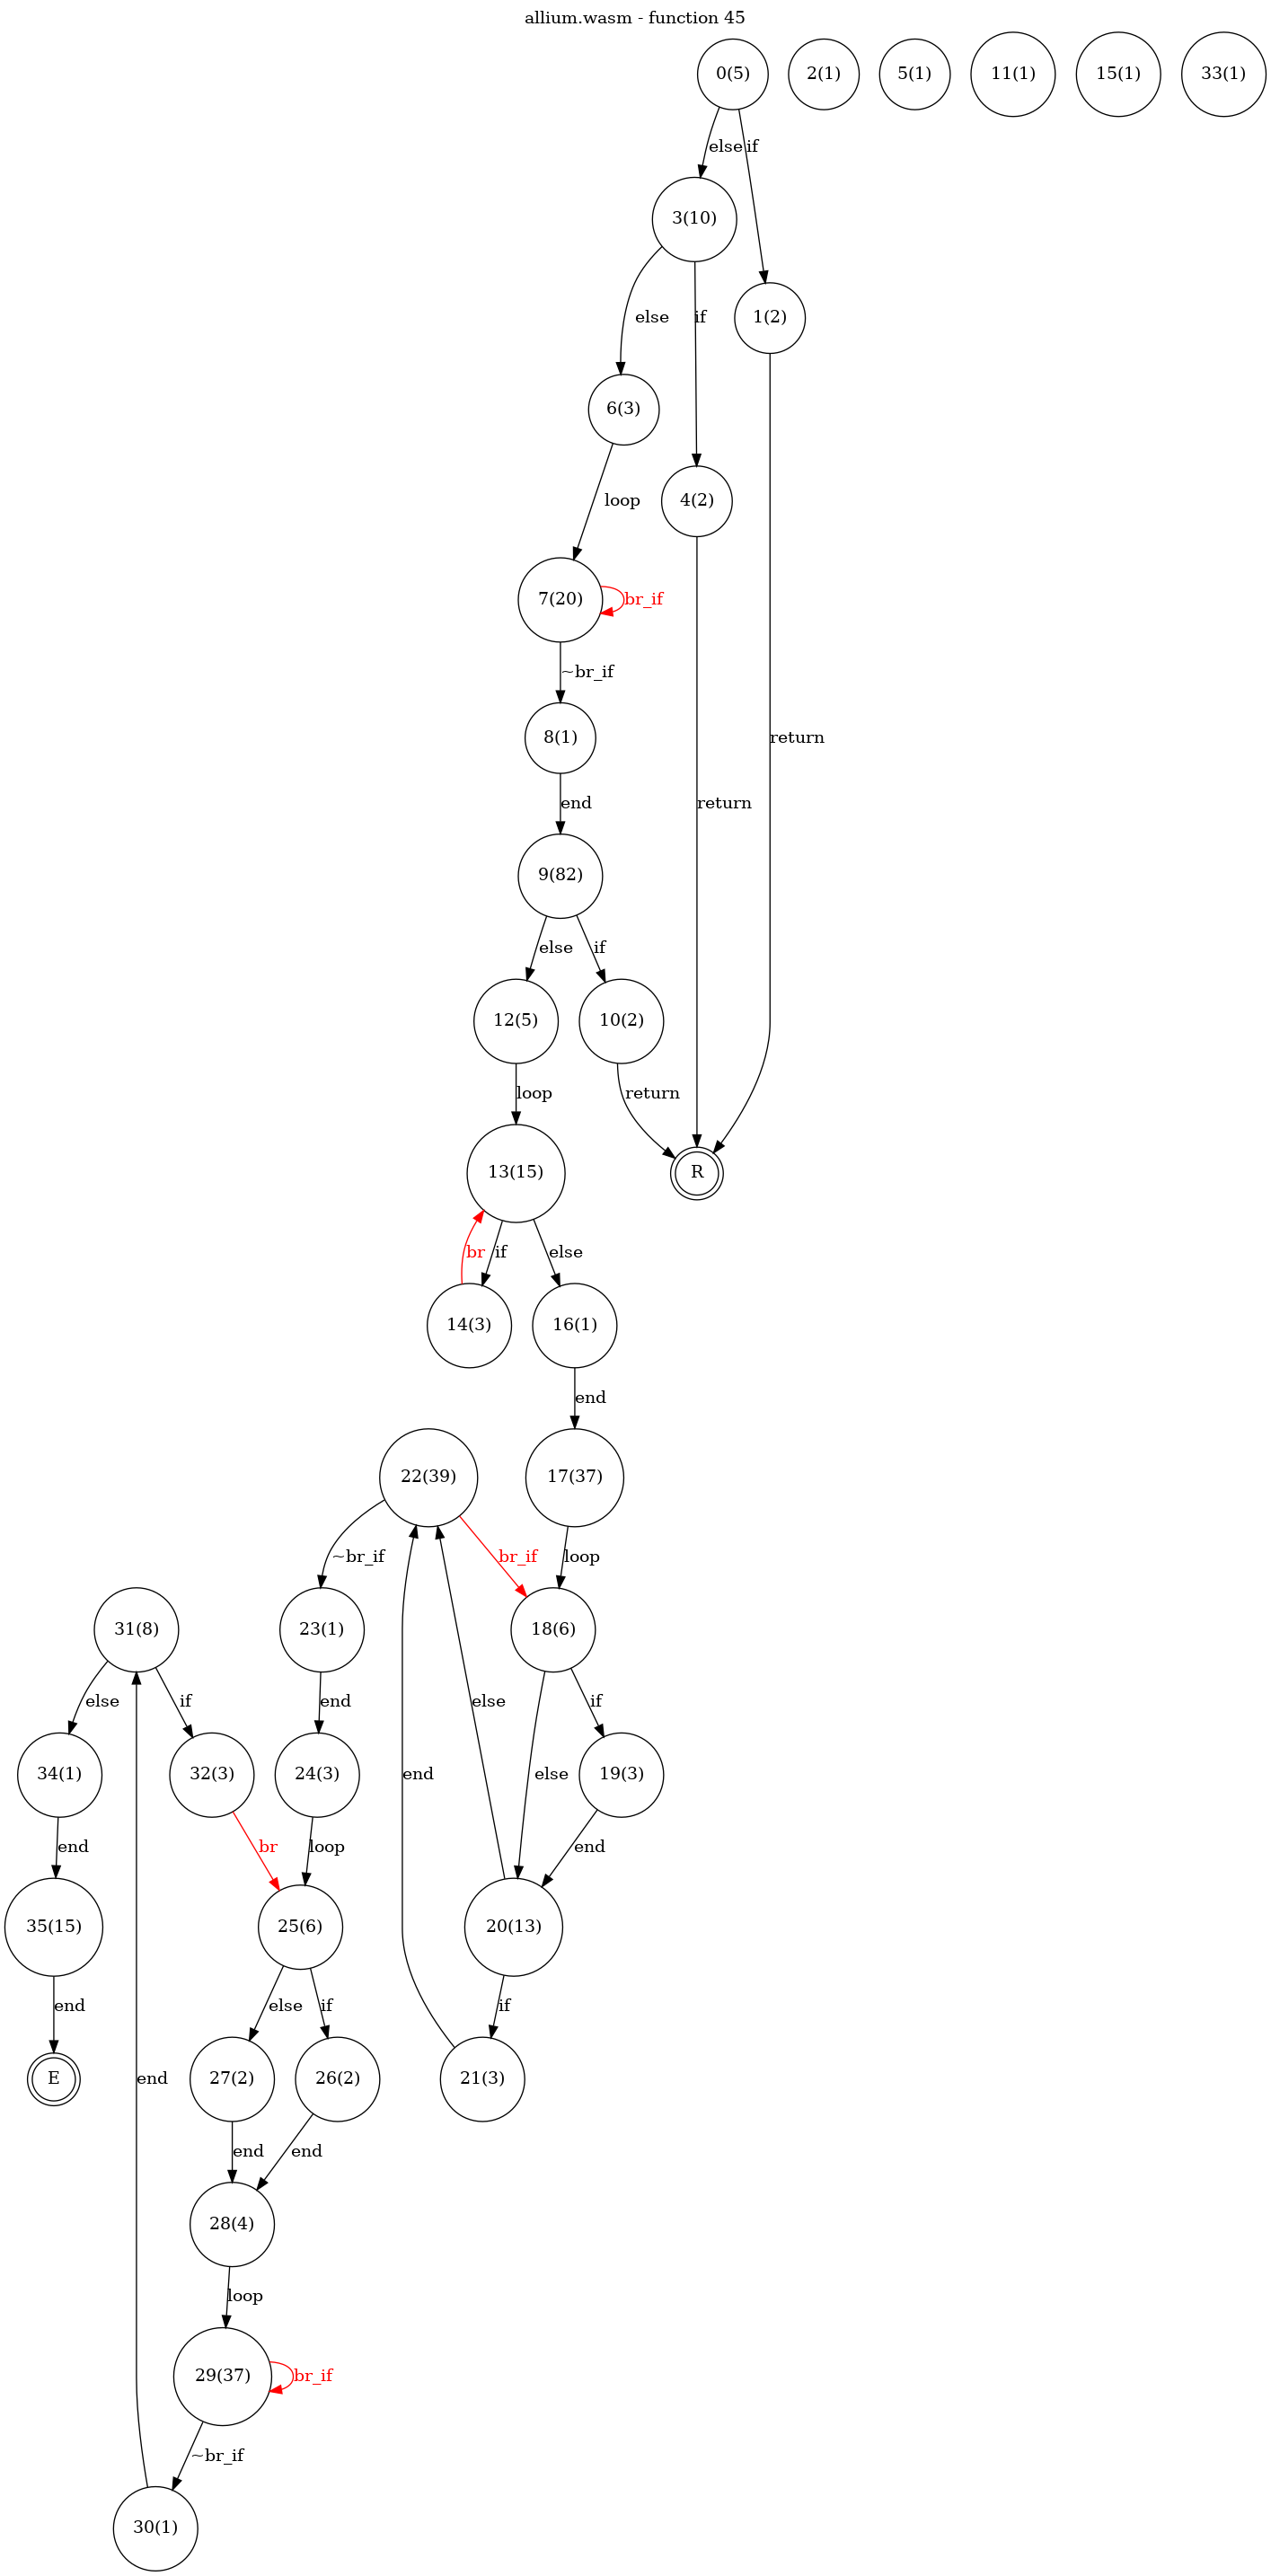 allium.wasm - function 45
0(5)
2(1)
5(1)
11(1)
15(1)
33(1)
else
if
3(10)
else
if
1(2)
6(3)
loop
4(2)
7(20)
br_if
~br_if
8(1)
return
end
return
9(82)
else
if
12(5)
10(2)
loop
return
13(15)
R
br
if
else
14(3)
16(1)
end
22(39)
17(37)
~br_if
br_if
loop
31(8)
23(1)
18(6)
else
if
end
else
if
34(1)
32(3)
24(3)
end
else
19(3)
end
br
loop
end
35(15)
25(6)
20(13)
end
else
if
if
E
end
27(2)
26(2)
21(3)
end
end
28(4)
loop
29(37)
br_if
~br_if
30(1)